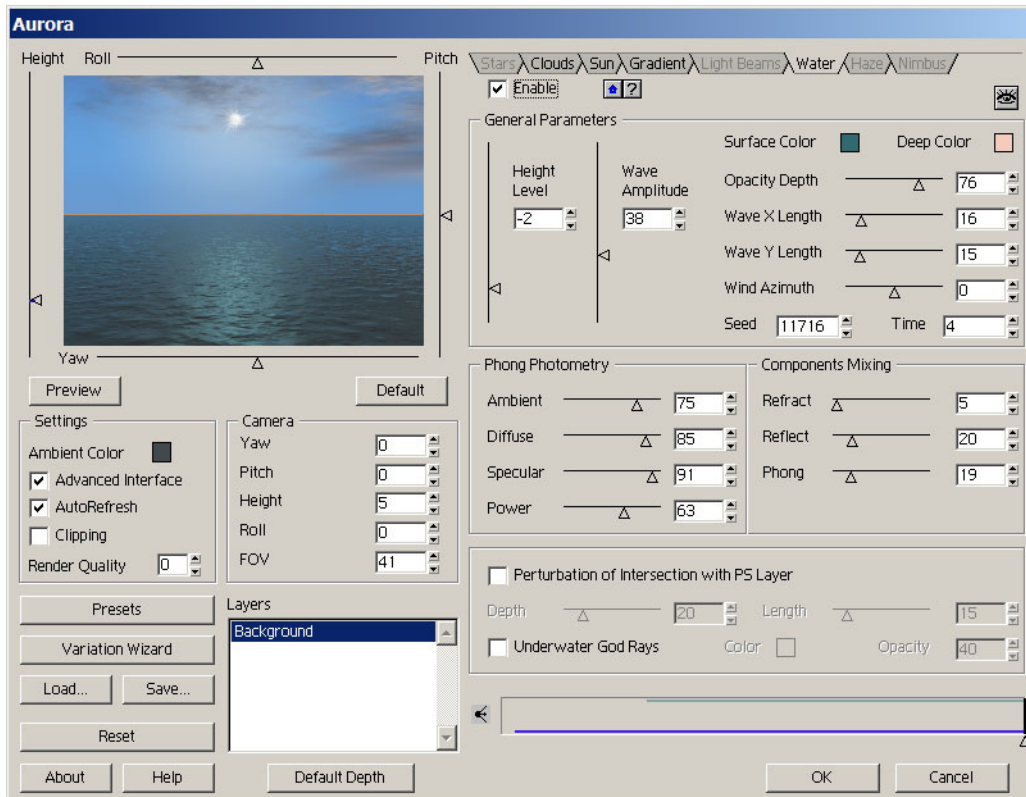 Aurora
Height Roll Pitch
Yaw
Preview Default
Settings
Ambient Color
Advanced Interface
AutoRefresh
Clipping
Render Quality 0
Camera
Yaw 0
Pitch 0
Height 5
Roll 0
FOV 41
Presets
Variation Wizard
Load... Save...
Reset
About Help
Layers
Background
Default Depth
Stars Clouds Sun Gradient Light Beams Water Haze Nimbus
Enable ?
General Parameters
Height
Level
-2
Wave
Amplitude
38
Surface Color Deep Color
Opacity Depth 76
Wave X Length 16
Wave Y Length 15
Wind Azimuth 0
Seed 11716 Time 4
Phong Photometry
Ambient 75
Diffuse 85
Specular 91
Power 63
Components Mixing
Refract 5
Reflect 20
Phong 19
Perturbation of Intersection with PS Layer
Depth 20 Length 15
Underwater God Rays Color Opacity 40
OK Cancel